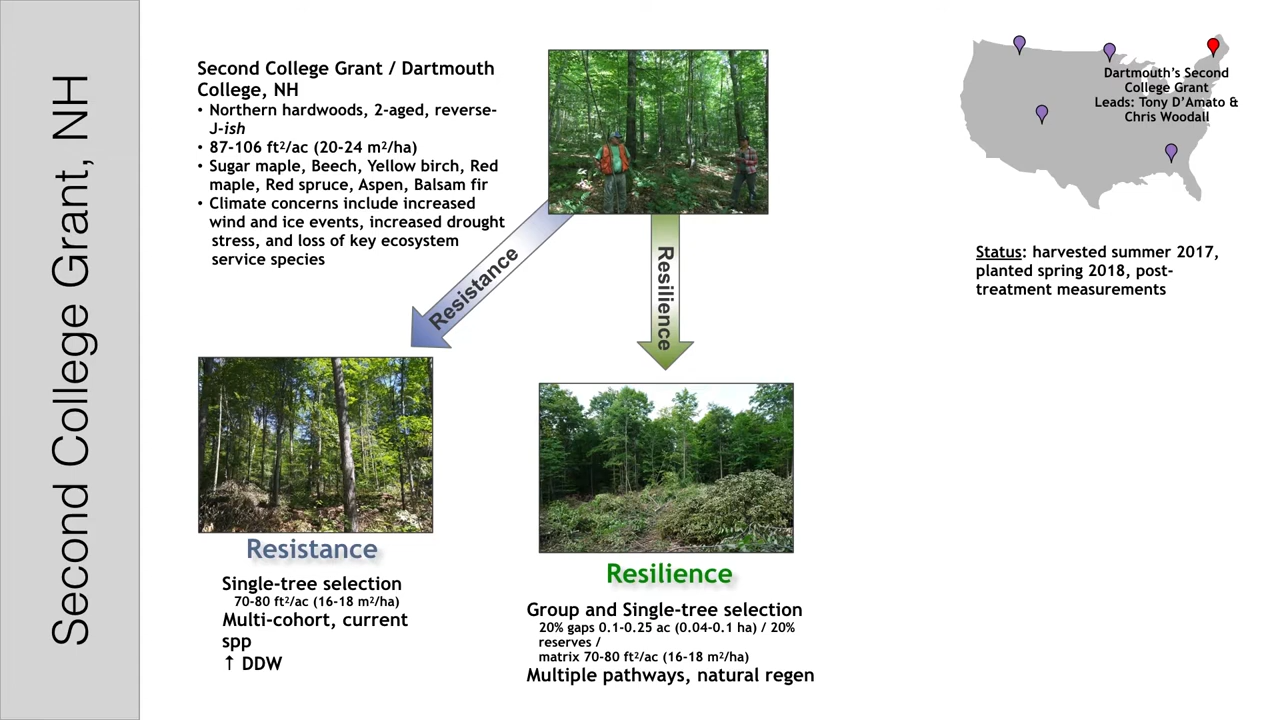 Second College Grant, NH
Second College Grant / Dartmouth
College, NH
• Northern hardwoods, 2-aged, reverse-
J-ish
• 87-106 ft²/ac (20-24 m²/ha)
• Sugar maple, Beech, Yellow birch, Red
maple, Red spruce, Aspen, Balsam fir
• Climate concerns include increased
wind and ice events, increased drought
stress, and loss of key ecosystem
service species
Dartmouth's Second
College Grant
Leads: Tony D'Amato &
Chris Woodall
Status: harvested summer 2017,
planted spring 2018, post-
treatment measurements
Resistance
Resilience
Resistance
Single-tree selection
70-80 ft²/ac (16-18 m²/ha)
Multi-cohort, current
spp
↑ DDW
Resilience
Group and Single-tree selection
20% gaps 0.1-0.25 ac (0.04-0.1 ha) / 20%
reserves /
matrix 70-80 ft²/ac (16-18 m²/ha)
Multiple pathways, natural regen